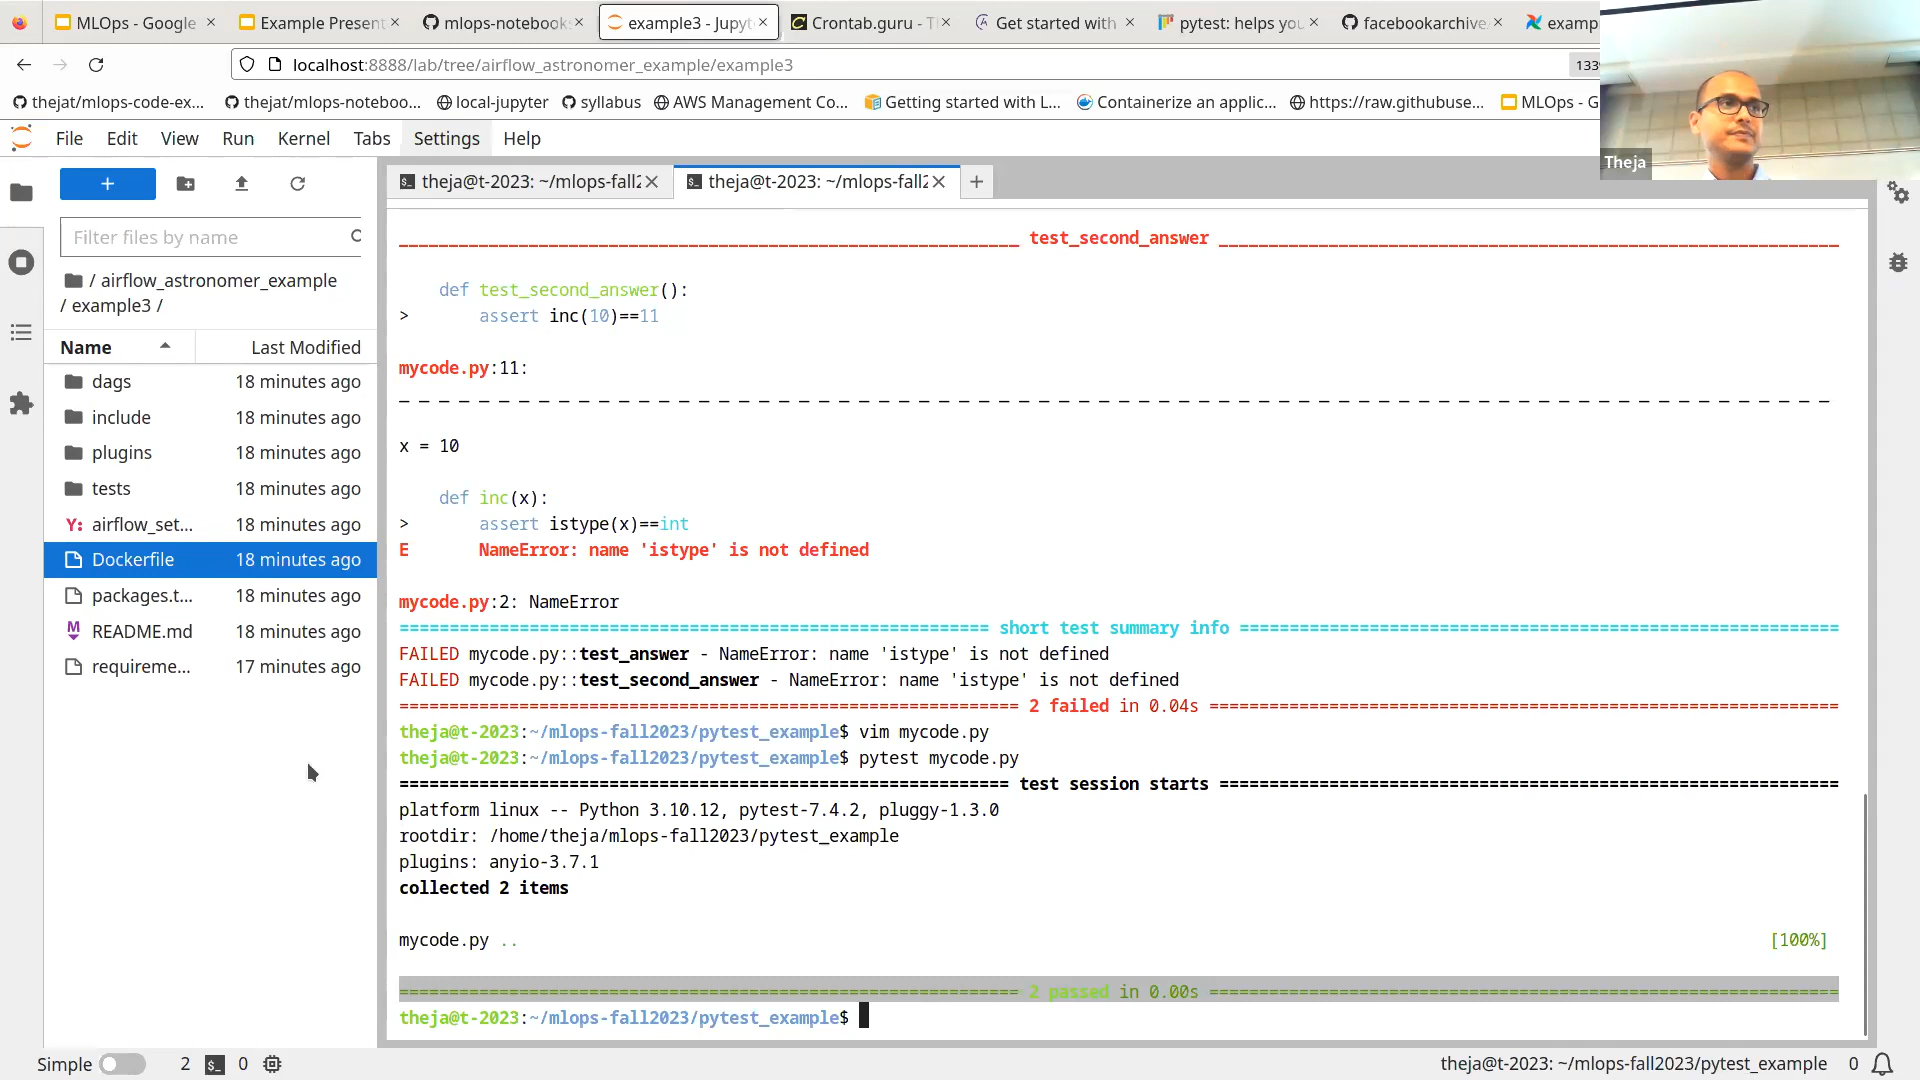 MLOps - Google
Example Present
mlops-notebook
example3 - Jupyt
Crontab.guru - T
Get started with
pytest: helps you
facebookarchive
examp
localhost:8888/lab/tree/airflow_astronomer_example/example3
133%
thejat/mlops-code-ex...
thejat/mlops-noteboo...
local-jupyter
syllabus
AWS Management Co...
Getting started with L...
Containerize an applic...
https://raw.githubuse...
MLOps - G
Theja
File
Edit
View
Run
Kernel
Tabs
Settings
Help
theja@t-2023: ~/mlops-fall2
theja@t-2023: ~/mlops-fall2
Filter files by name
/ airflow_astronomer_example
/ example3 /
Name Last Modified
dags 18 minutes ago
include 18 minutes ago
plugins 18 minutes ago
tests 18 minutes ago
Y: airflow_set... 18 minutes ago
Dockerfile 18 minutes ago
packages.t... 18 minutes ago
README.md 18 minutes ago
requireme... 17 minutes ago
test_second_answer
def test_second_answer():
> assert inc(10)==11
mycode.py:11:
x = 10
def inc(x):
> assert istype(x)==int
E NameError: name 'istype' is not defined
mycode.py:2: NameError
short test summary info
FAILED mycode.py::test_answer - NameError: name 'istype' is not defined
FAILED mycode.py::test_second_answer - NameError: name 'istype' is not defined
2 failed in 0.04s
theja@t-2023:~/mlops-fall2023/pytest_example$ vim mycode.py
theja@t-2023:~/mlops-fall2023/pytest_example$ pytest mycode.py
test session starts
platform linux -- Python 3.10.12, pytest-7.4.2, pluggy-1.3.0
rootdir: /home/theja/mlops-fall2023/pytest_example
plugins: anyio-3.7.1
collected 2 items
mycode.py .. [100%]
2 passed in 0.00s
theja@t-2023:~/mlops-fall2023/pytest_example$
Simple
2
0
theja@t-2023: ~/mlops-fall2023/pytest_example
0